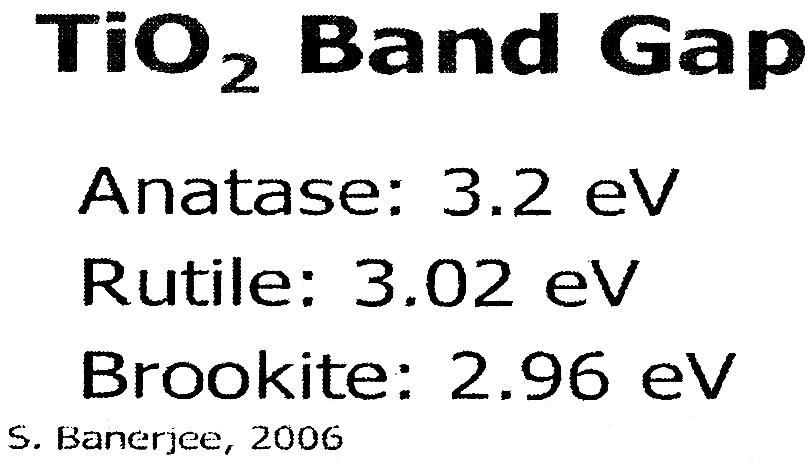 TiO₂ Band Gap
Anatase: 3.2 eV
Rutile: 3.02 eV
Brookite: 2.96 eV
S. Banerjee, 2006